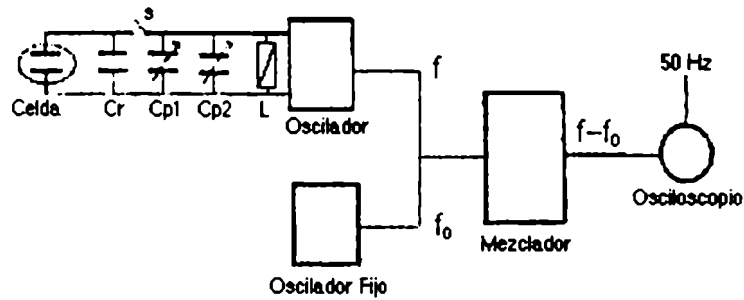 s
Celda
Cr
Cp1
Cp2
L
Oscilador
f
50 Hz
f-f₀
Osciloscopio
Mezclador
f₀
Oscilador Fijo